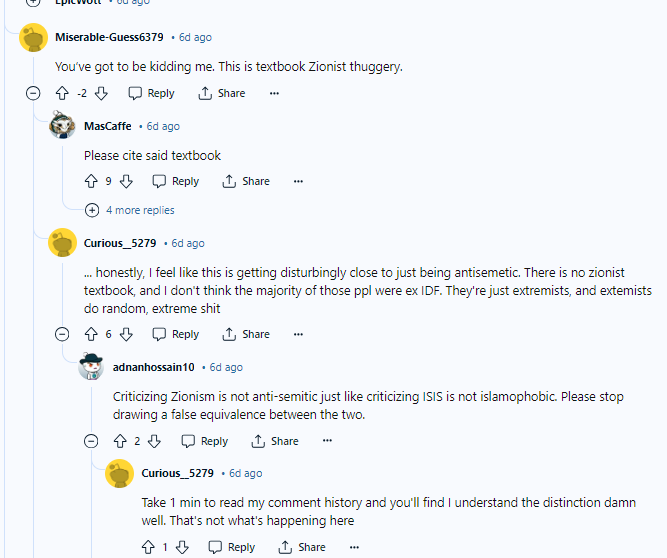 EpicWolf • 6d ago
Miserable-Guess6379 • 6d ago
You've got to be kidding me. This is textbook Zionist thuggery.
-2 Reply Share ...
MasCaffe • 6d ago
Please cite said textbook
9 Reply Share ...
4 more replies
Curious_5279 • 6d ago
... honestly, I feel like this is getting disturbingly close to just being antisemetic. There is no zionist
textbook, and I don't think the majority of those ppl were ex IDF. They're just extremists, and extemists
do random, extreme shit
6 Reply Share ...
adnanhossain10 • 6d ago
Criticizing Zionism is not anti-semitic just like criticizing ISIS is not islamophobic. Please stop
drawing a false equivalence between the two.
2 Reply Share ...
Curious_5279 • 6d ago
Take 1 min to read my comment history and you'll find I understand the distinction damn
well. That's not what's happening here
1 Reply Share ...